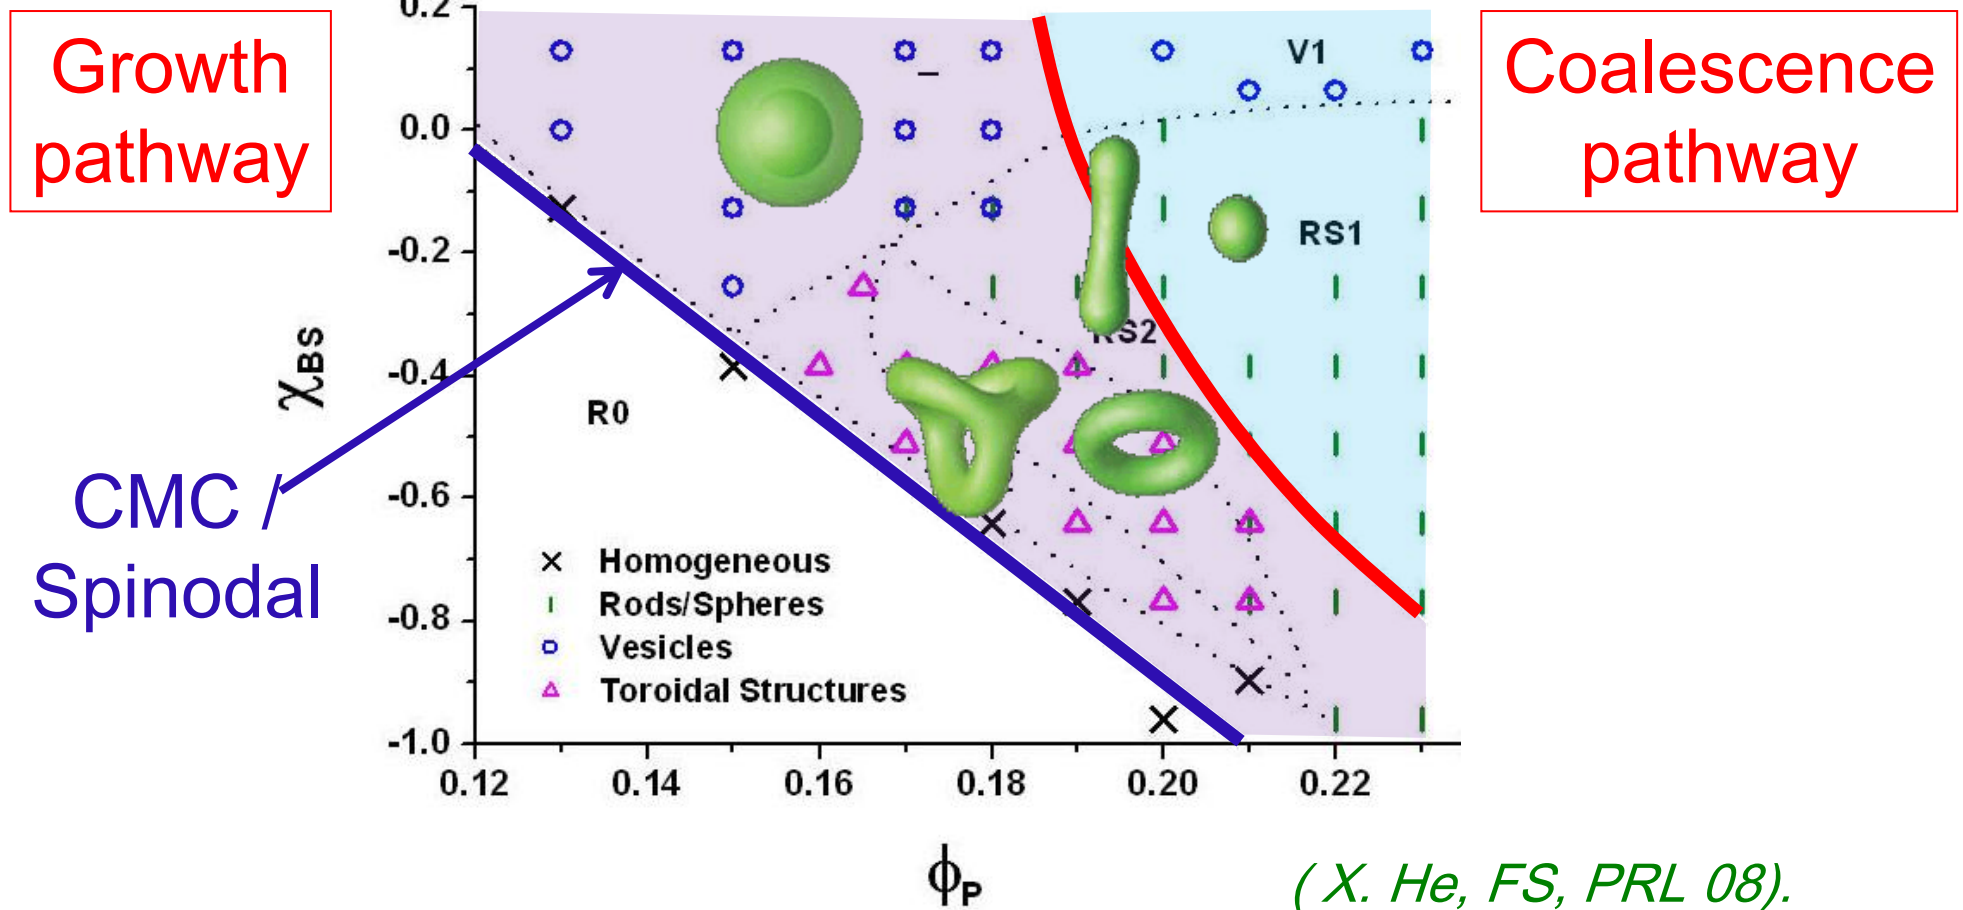 Growth
pathway
Coalescence
pathway
CMC /
Spinodal
χBS
0.2
0.0
-0.2
-0.4
-0.6
-0.8
-1.0
V1
RS1
R0
Homogeneous
Rods/Spheres
Vesicles
Toroidal Structures
0.12
0.14
0.16
0.18
0.20
0.22
ϕP
( X. He, FS, PRL 08).